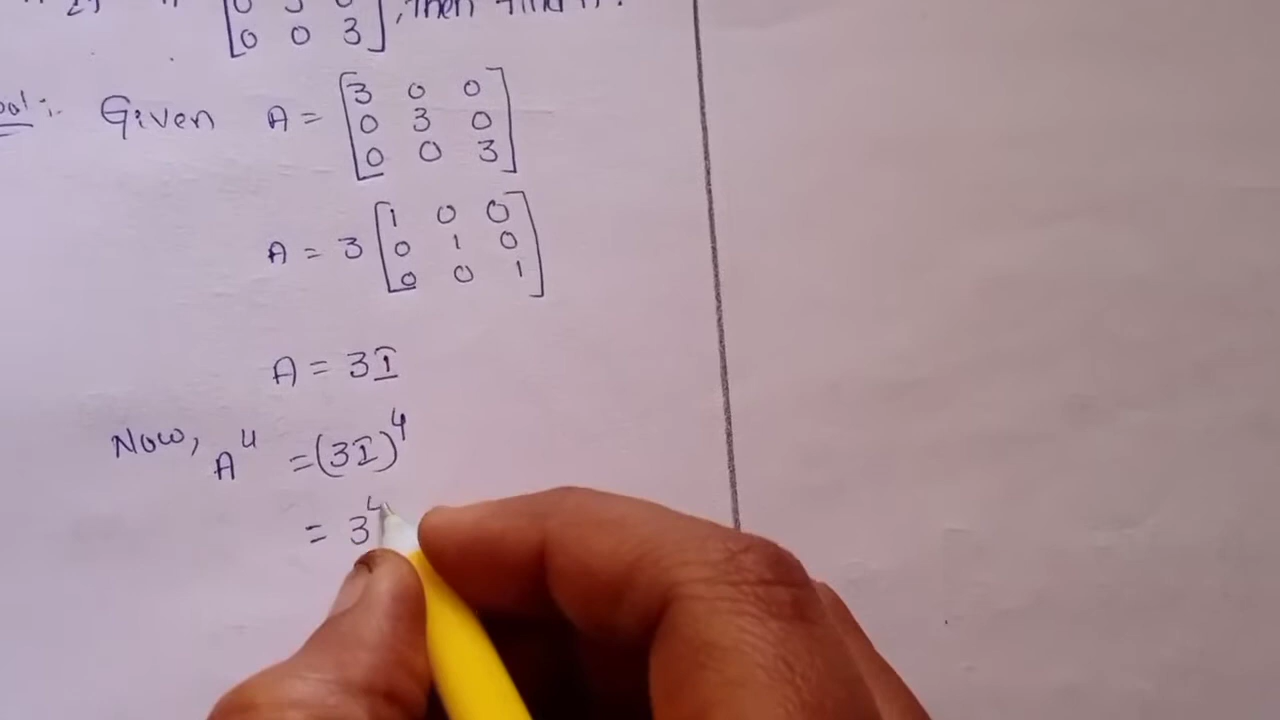 0 0 3 , Then find
Sol:- Given A = [3 0 0
0 3 0
0 0 3]
A = 3 [1 0 0
0 1 0
0 0 1]
A = 3I
Now, A⁴ = (3I)⁴
= 3⁴